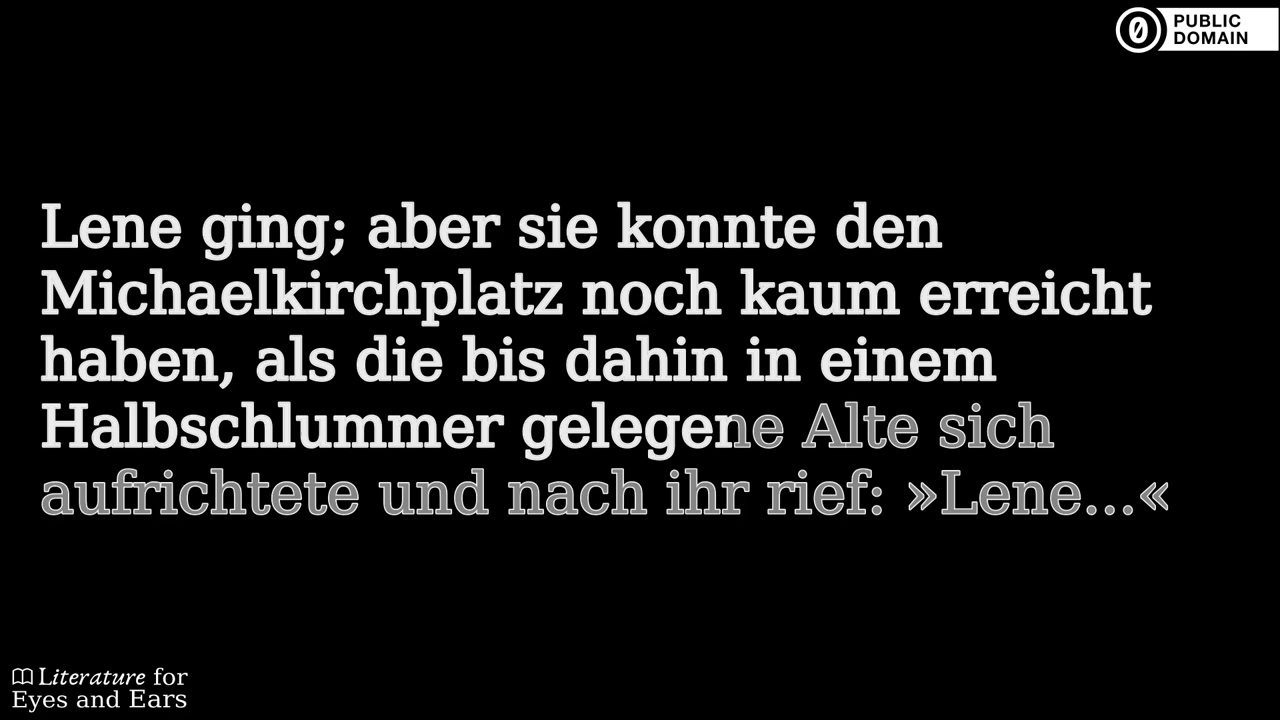 PUBLIC
DOMAIN
Lene ging; aber sie konnte den
Michaelkirchplatz noch kaum erreicht
haben, als die bis dahin in einem
Halbschlummer gelegene Alte sich
aufrichtete und nach ihr rief: »Lene...«
Literature for
Eyes and Ears